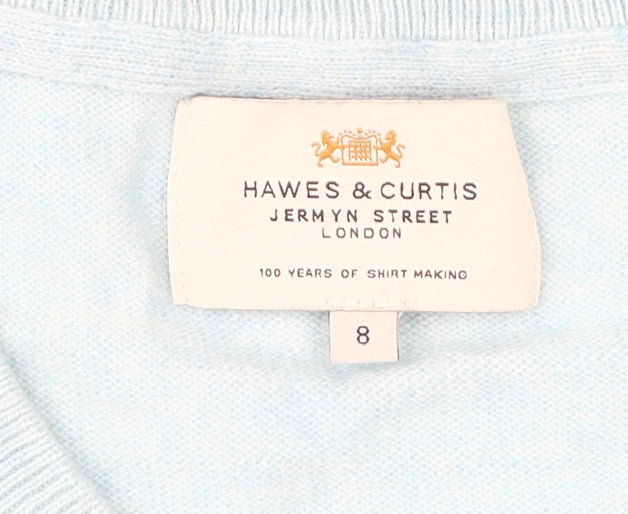 HAWES & CURTIS
JERMYN STREET
LONDON
100 YEARS OF SHIRT MAKING
8